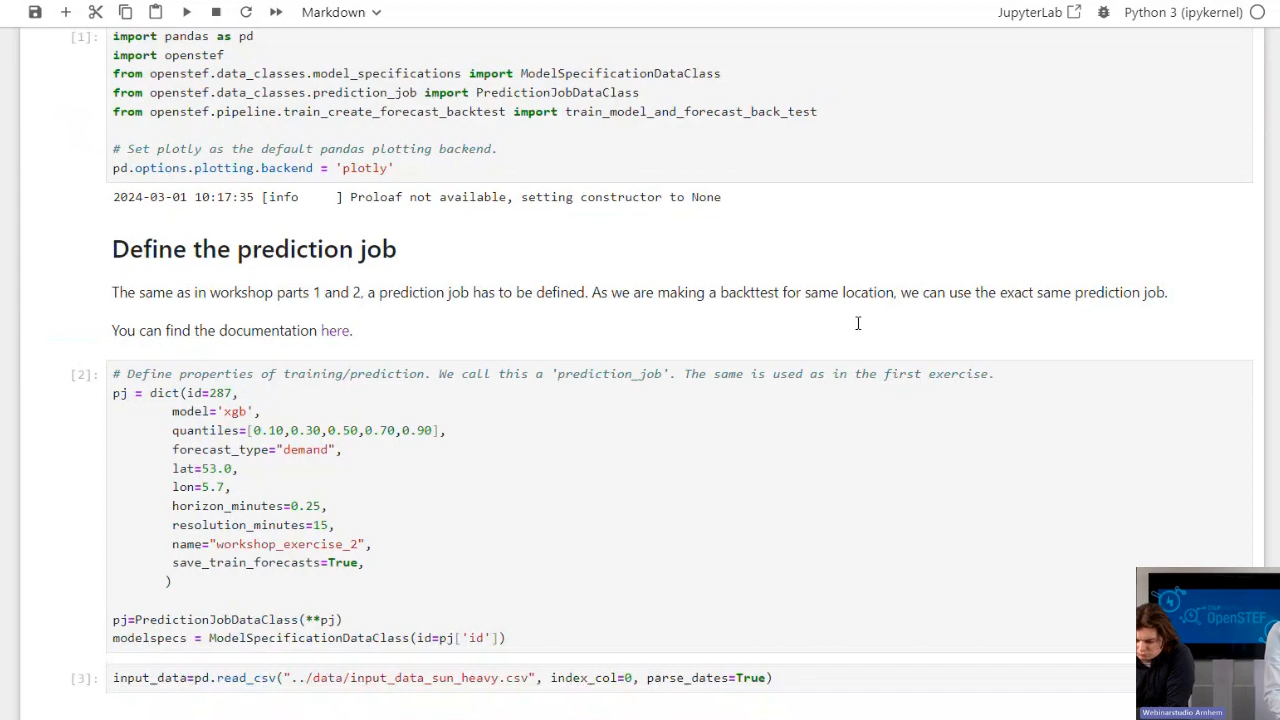 Markdown
JupyterLab
Python 3 (ipykernel)
[1]:
import pandas as pd
import openstef
from openstef.data_classes.model_specifications import ModelSpecificationDataClass
from openstef.data_classes.prediction_job import PredictionJobDataClass
from openstef.pipeline.train_create_forecast_backtest import train_model_and_forecast_back_test
# Set plotly as the default pandas plotting backend.
pd.options.plotting.backend = 'plotly'
2024-03-01 10:17:35 [info     ] Proloaf not available, setting constructor to None
Define the prediction job
The same as in workshop parts 1 and 2, a prediction job has to be defined. As we are making a backttest for same location, we can use the exact same prediction job.
You can find the documentation here.
[2]:
# Define properties of training/prediction. We call this a 'prediction_job'. The same is used as in the first exercise.
pj = dict(id=287,
model='xgb',
quantiles=[0.10,0.30,0.50,0.70,0.90],
forecast_type="demand",
lat=53.0,
lon=5.7,
horizon_minutes=0.25,
resolution_minutes=15,
name="workshop_exercise_2",
save_train_forecasts=True,
)
pj=PredictionJobDataClass(**pj)
modelspecs = ModelSpecificationDataClass(id=pj['id'])
[3]:
input_data=pd.read_csv("../data/input_data_sun_heavy.csv", index_col=0, parse_dates=True)
OpenSTEF
Webinarstudio Arnhem